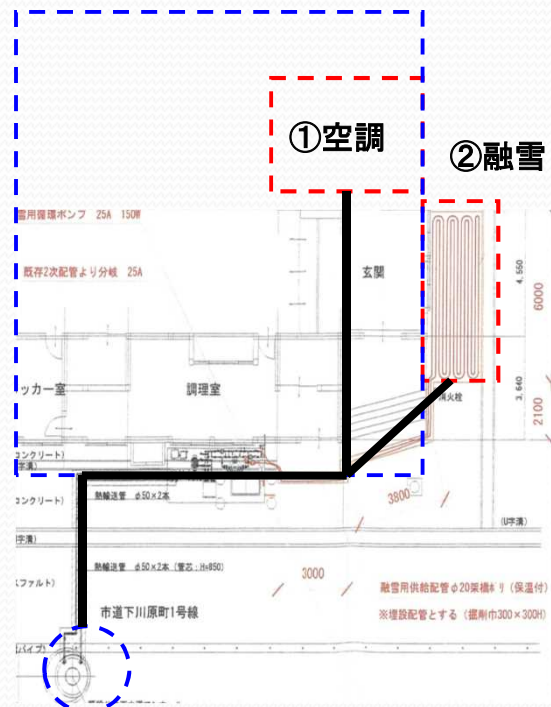 ①空調
②融雪
雪用循環ポンプ 25A 150W
既存2次配管より分岐 25A
玄関
4,550
6000
ッカー室
調理室
消火栓
3,640
2100
コンクリート)
字溝)
熱輸送管 φ50×2本
3800
コンクリート)
(U字溝)
字溝)
熱輸送管 φ50×2本 (管芯:H=850)
3000
スファルト)
融雪用供給配管φ20架橋ポリ (保温付)
市道下川原町1号線
※埋設配管とする (掘削巾300×300H)
パイプ)